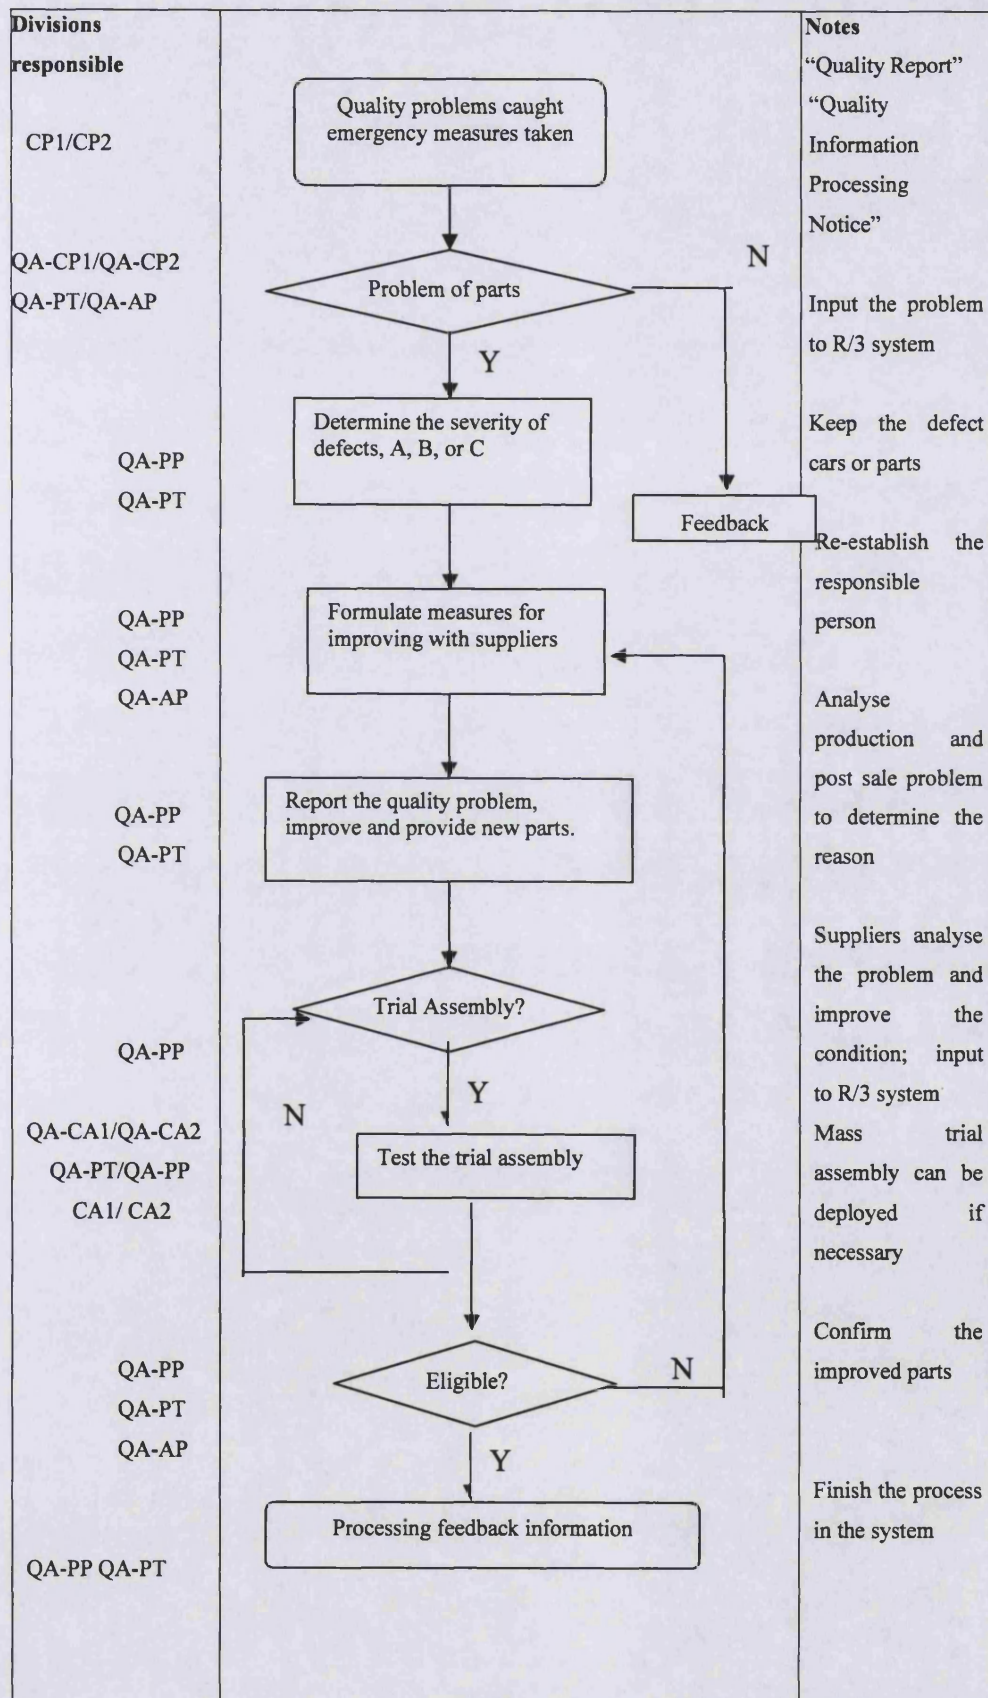 Divisions
responsible
CP1/CP2
QA-CP1/QA-CP2
QA-PT/QA-AP
QA-PP
QA-PT
QA-PP
QA-PT
QA-AP
QA-PP
QA-PT
QA-PP
QA-CA1/QA-CA2
QA-PT/QA-PP
CA1/ CA2
QA-PP
QA-PT
QA-AP
QA-PP QA-PT
Quality problems caught
emergency measures taken
Problem of parts
N
Y
Determine the severity of
defects, A, B, or C
Feedback
Formulate measures for
improving with suppliers
Report the quality problem,
improve and provide new parts.
Trial Assembly?
Y
N
Test the trial assembly
Eligible?
N
Y
Processing feedback information
Notes
“Quality Report”
“Quality
Information
Processing
Notice”
Input the problem
to R/3 system
Keep the defect
cars or parts
Re-establish the
responsible
person
Analyse
production and
post sale problem
to determine the
reason
Suppliers analyse
the problem and
improve the
condition; input
to R/3 system
Mass trial
assembly can be
deployed if
necessary
Confirm the
improved parts
Finish the process
in the system